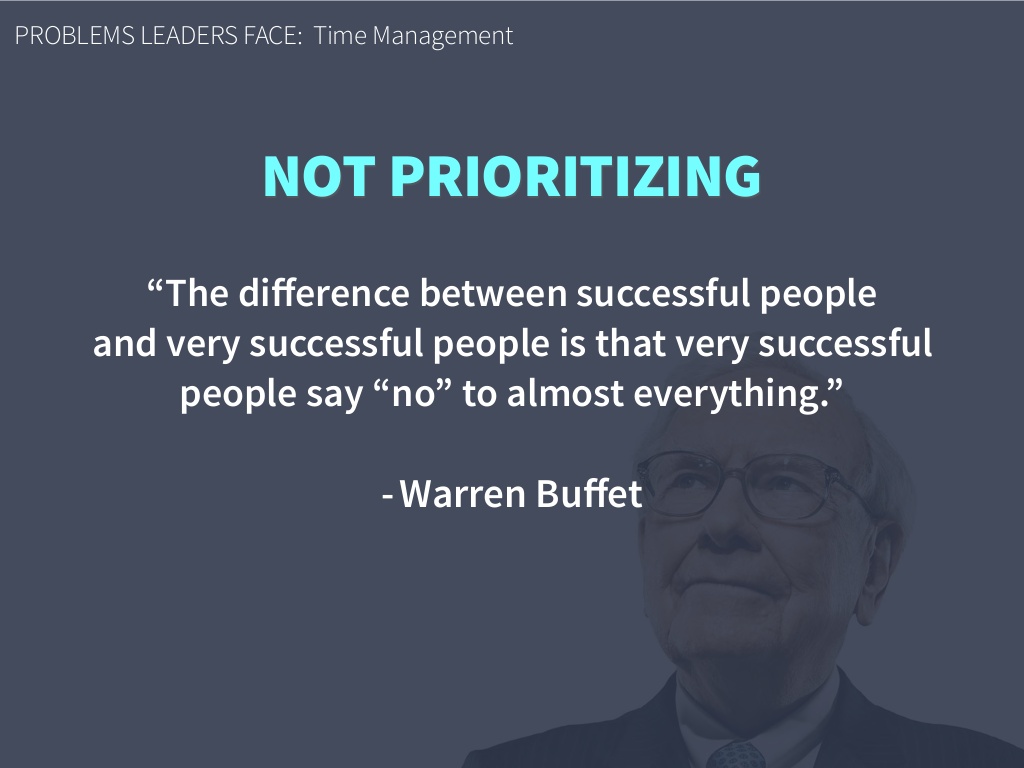 PROBLEMS LEADERS FACE:  Time Management
NOT PRIORITIZING
“The difference between successful people
and very successful people is that very successful
people say “no” to almost everything.”
- Warren Buffet